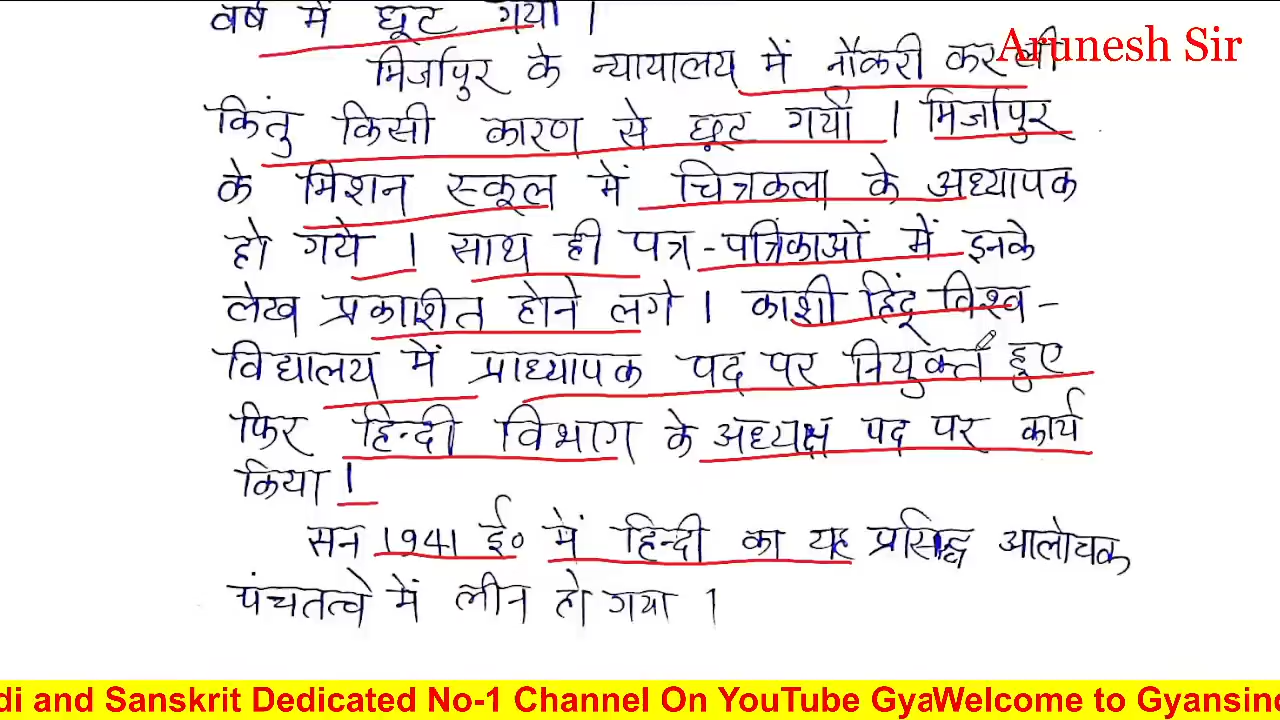 वर्ष में छूट गया ।
Arunesh Sir
मिर्जापुर के न्यायालय में नौकरी कर ली
किंतु किसी कारण से छूट गयी । मिर्जापुर
के मिशन स्कूल में चित्रकला के अध्यापक
हो गये । साथ ही पत्र-पत्रिकाओं में इनके
लेख प्रकाशित होने लगे । काशी हिंदू विश्व-
विद्यालय में प्राध्यापक पद पर नियुक्त हुए
फिर हिन्दी विभाग के अध्यक्ष पद पर कार्य
किया ।
सन 1941 ई० में हिन्दी का यह प्रसिद्ध आलोचक
पंचतत्वे में लीन हो गया ।
di and Sanskrit Dedicated No-1 Channel On YouTube GyaWelcome to Gyansind